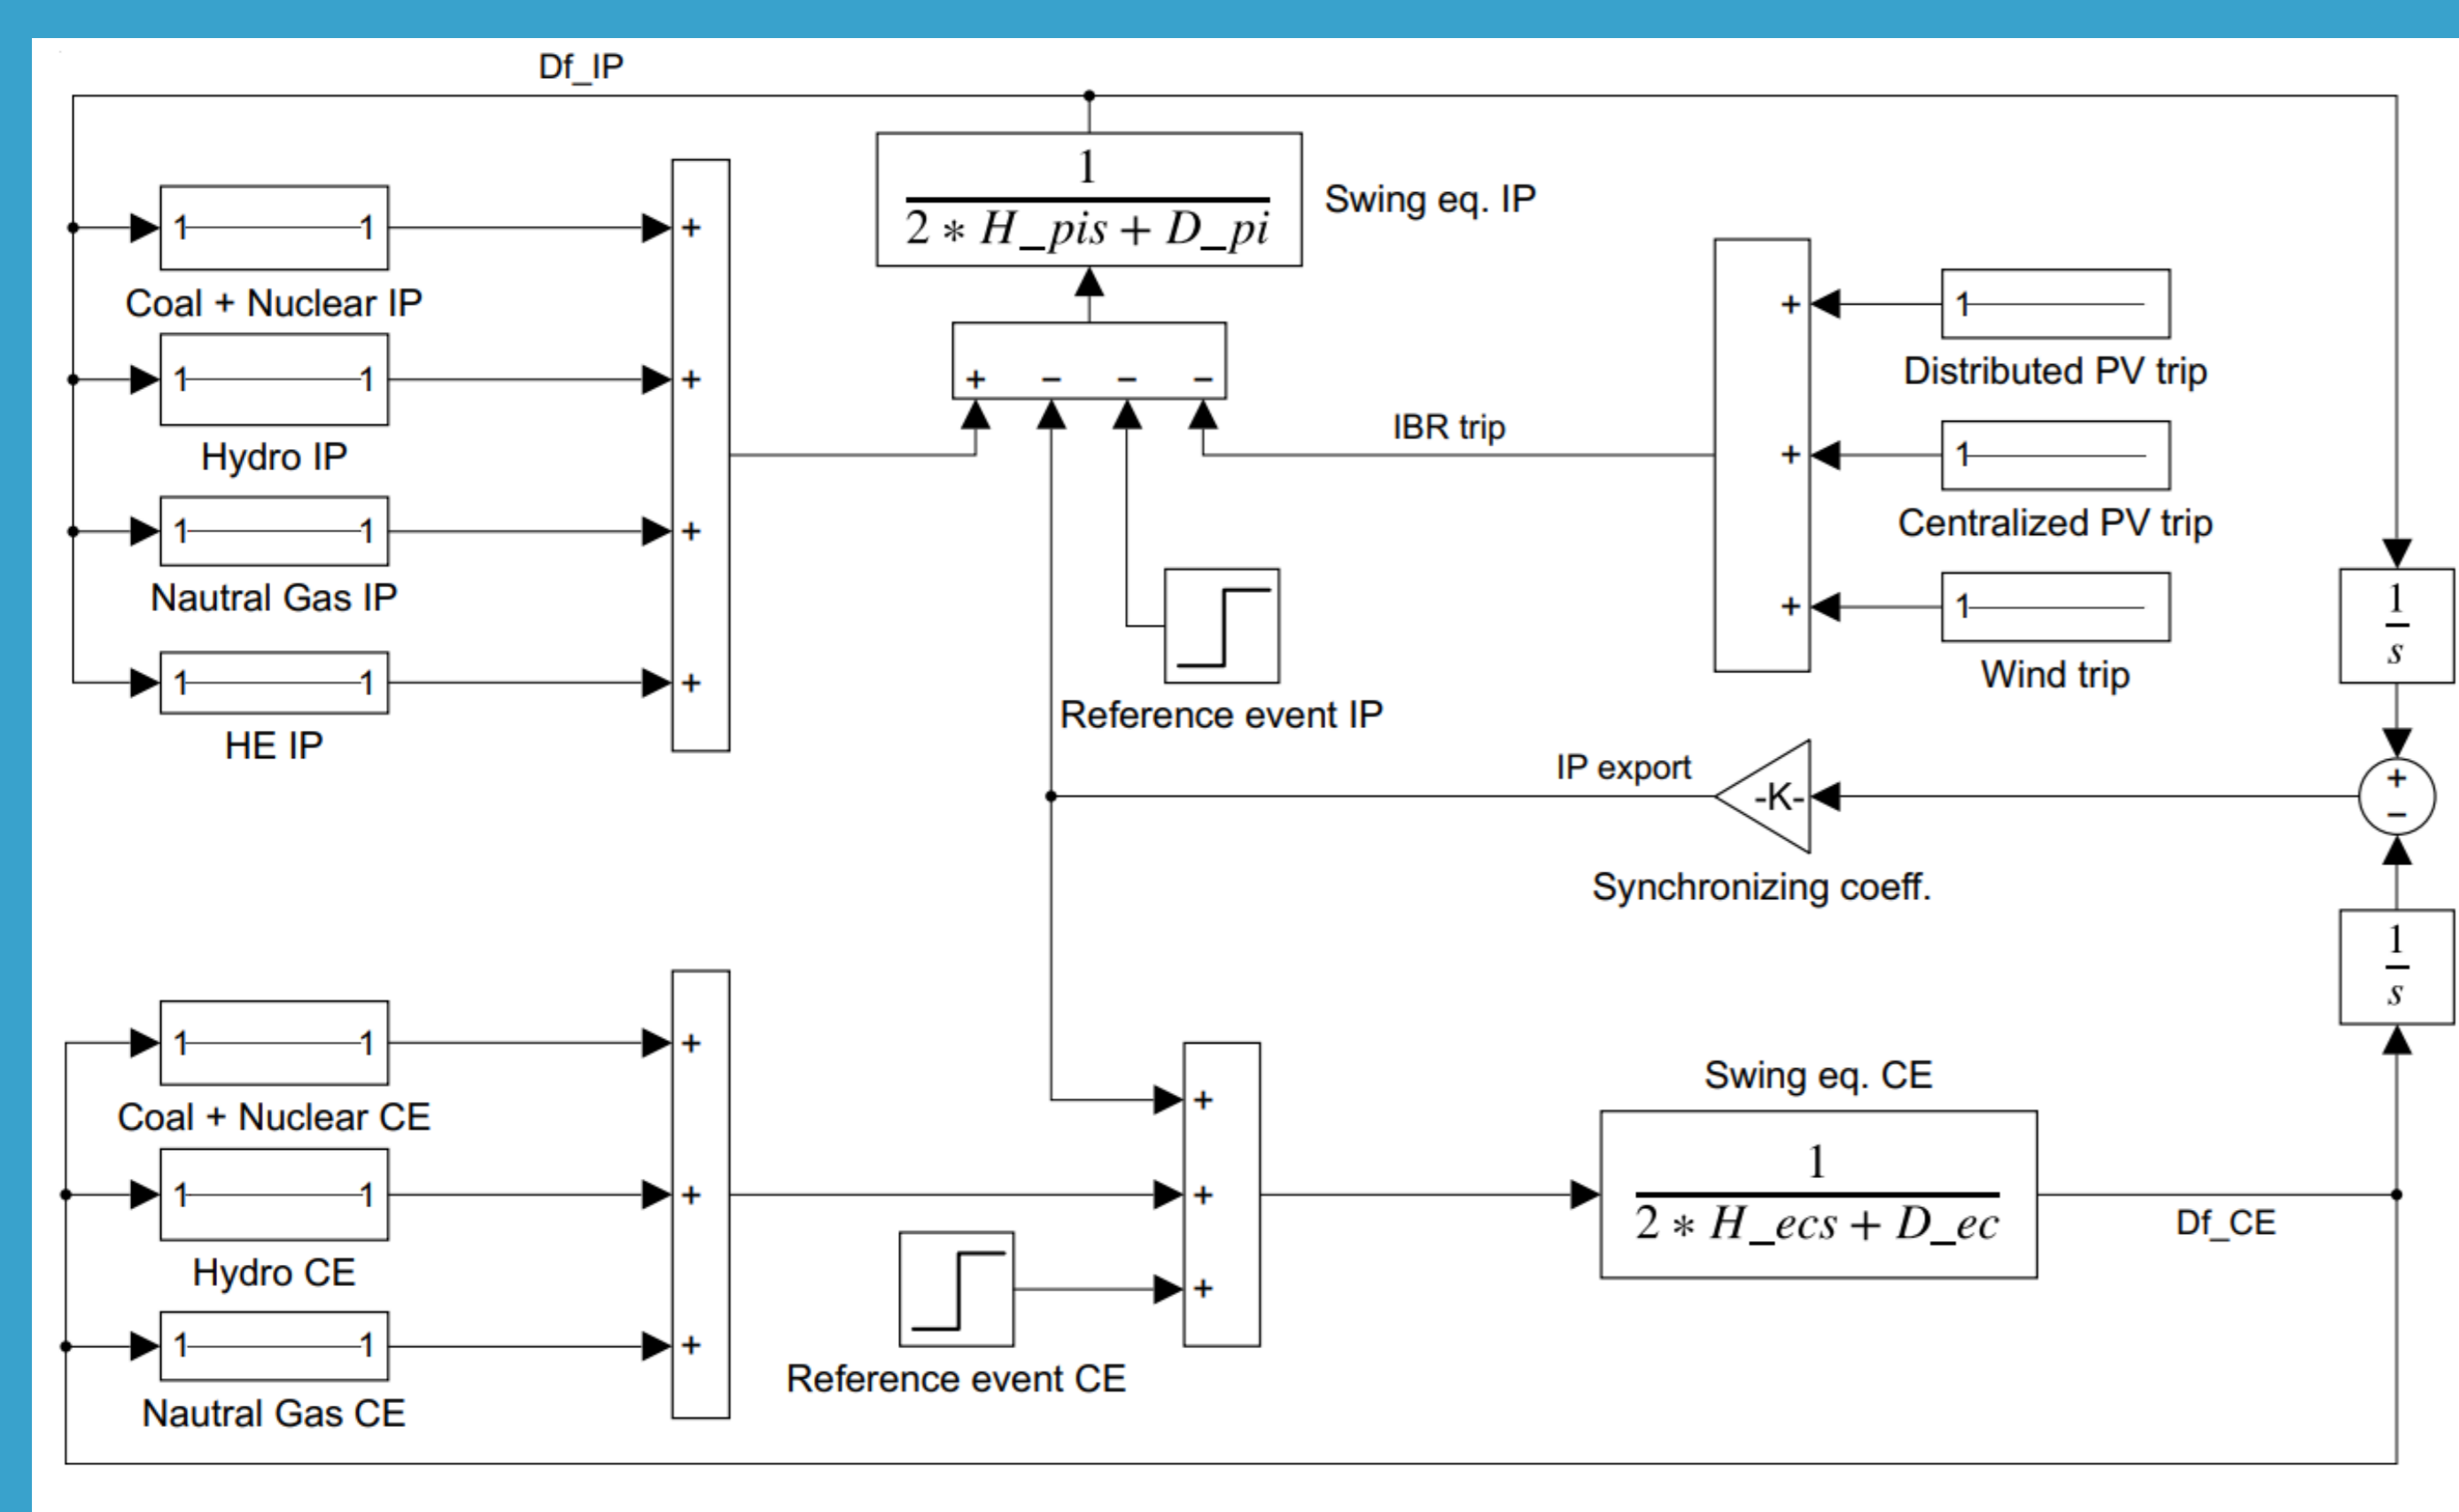 Df_IP
1
2 * H_pis + D_pi
Swing eq. IP
1 1 +
Coal + Nuclear IP
1 1 +
Hydro IP
1 1 +
Nautral Gas IP
1 1 +
HE IP
+ − − −
IBR trip
+ 1
Distributed PV trip
+ 1
Centralized PV trip
+ 1
Wind trip
Reference event IP
1
s
IP export
-K-
Synchronizing coeff.
+
−
1
s
1 1 +
Coal + Nuclear CE
1 1 +
Hydro CE
1 1 +
Nautral Gas CE
+
+
+
Reference event CE
Swing eq. CE
1
2 * H_ecs + D_ec
Df_CE